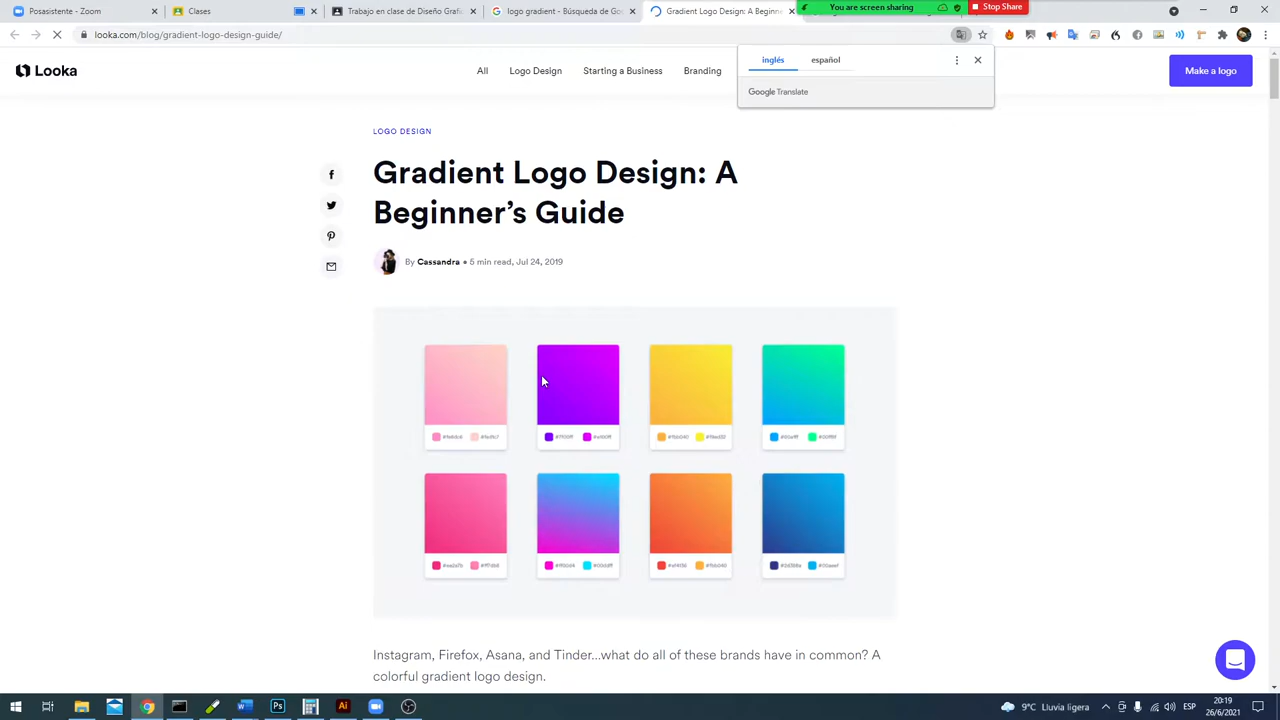 Posasistente - Zoom
Clases
Trabajo en clase de Diseño Grafi
logo gradient - Búsqueda de Go
Gradient Logo Design: A Beginn
You are screen sharing
Stop Share
looka.com/blog/gradient-logo-design-guide/
inglés
español
Google Translate
Looka
All
Logo Design
Starting a Business
Branding
Make a logo
LOGO DESIGN
Gradient Logo Design: A
Beginner's Guide
By Cassandra • 5 min read, Jul 24, 2019
Instagram, Firefox, Asana, and Tinder...what do all of these brands have in common? A
colorful gradient logo design.
9°C Lluvia ligera
ESP
20:19
26/6/2021